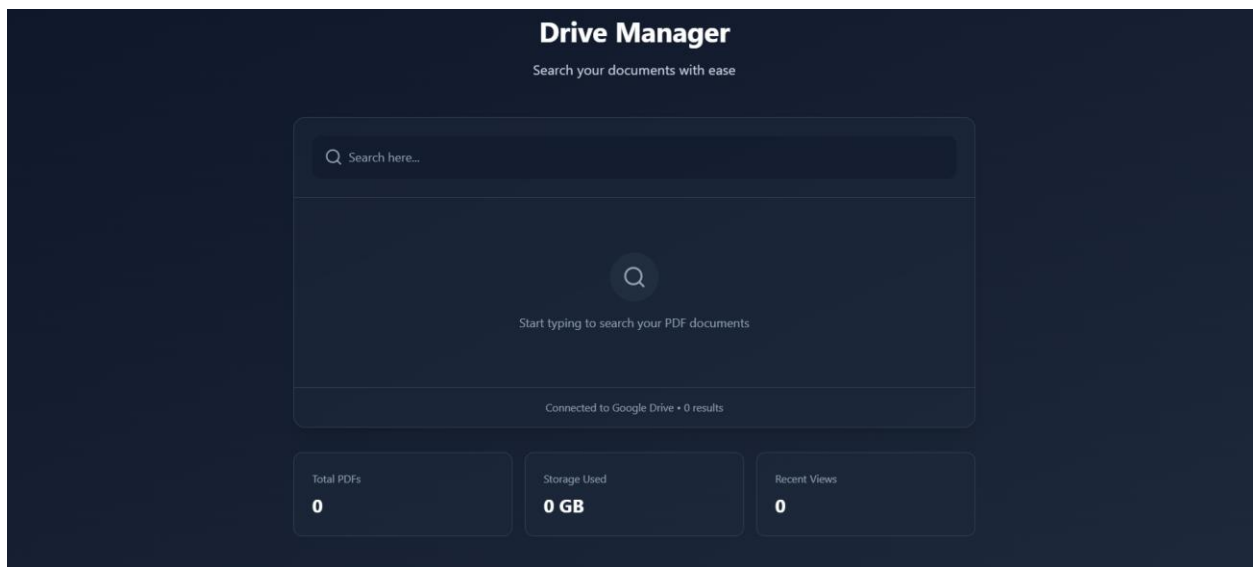 Drive Manager
Search your documents with ease
Search here...
Start typing to search your PDF documents
Connected to Google Drive • 0 results
Total PDFs
0
Storage Used
0 GB
Recent Views
0